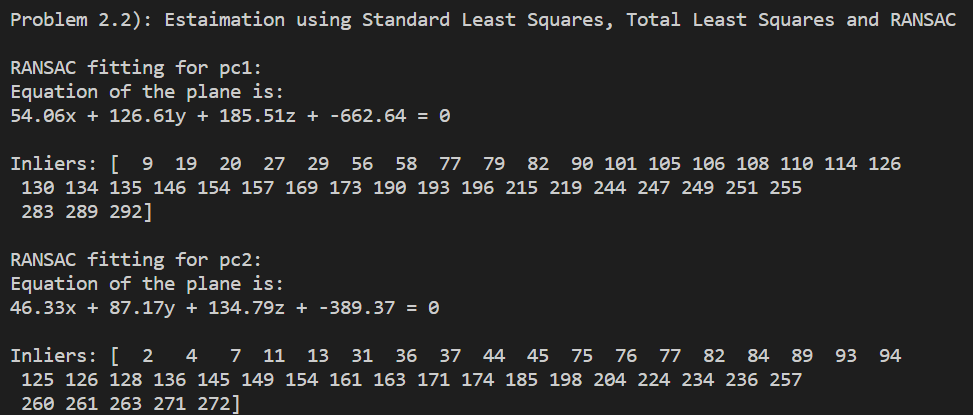 Problem 2.2): Estaimation using Standard Least Squares, Total Least Squares and RANSAC
RANSAC fitting for pc1:
Equation of the plane is:
54.06x + 126.61y + 185.51z + -662.64 = 0
Inliers: [  9  19  20  27  29  56  58  77  79  82  90 101 105 106 108 110 114 126
 130 134 135 146 154 157 169 173 190 193 196 215 219 244 247 249 251 255
 283 289 292]
RANSAC fitting for pc2:
Equation of the plane is:
46.33x + 87.17y + 134.79z + -389.37 = 0
Inliers: [  2   4   7  11  13  31  36  37  44  45  75  76  77  82  84  89  93  94
 125 126 128 136 145 149 154 161 163 171 174 185 198 204 224 234 236 257
 260 261 263 271 272]